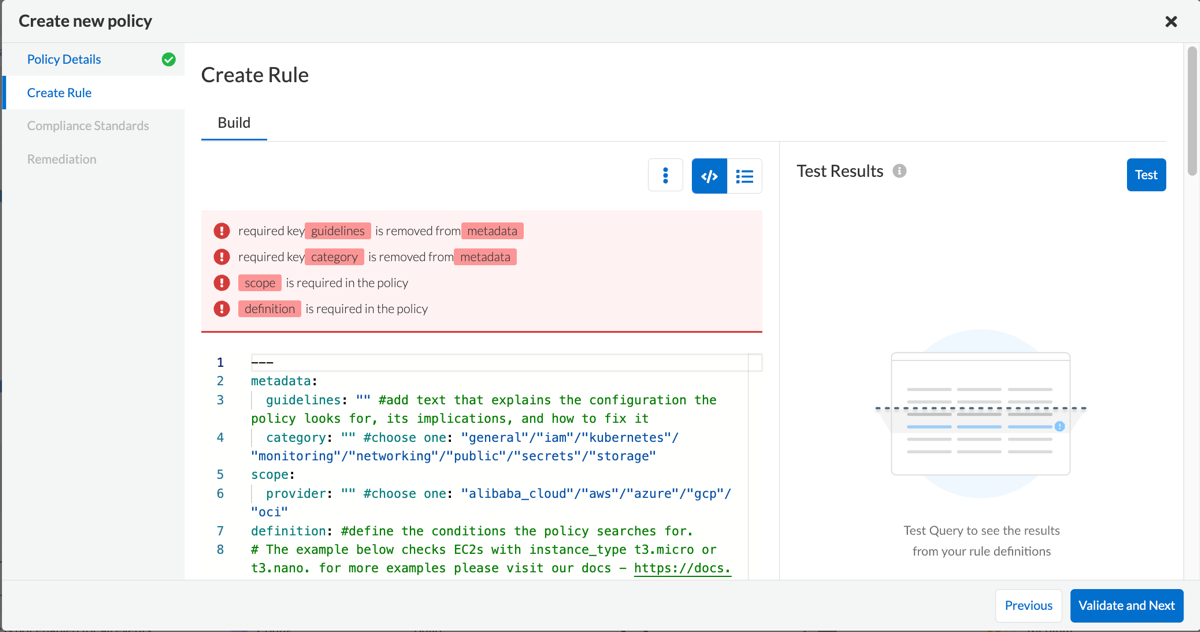 Create new policy
Policy Details
Create Rule
Compliance Standards
Remediation
Create Rule
Build
required key guidelines is removed from metadata
required key category is removed from metadata
scope is required in the policy
definition is required in the policy
1 ---
2 metadata:
3 guidelines: "" #add text that explains the configuration the
policy looks for, its implications, and how to fix it
4 category: "" #choose one: "general"/"iam"/"kubernetes"/
"monitoring"/"networking"/"public"/"secrets"/"storage"
5 scope:
6 provider: "" #choose one: "alibaba_cloud"/"aws"/"azure"/"gcp"/
"oci"
7 definition: #define the conditions the policy searches for.
8 # The example below checks EC2s with instance_type t3.micro or
t3.nano. for more examples please visit our docs - https://docs.
Test Results
Test
Test Query to see the results
from your rule definitions
Previous
Validate and Next